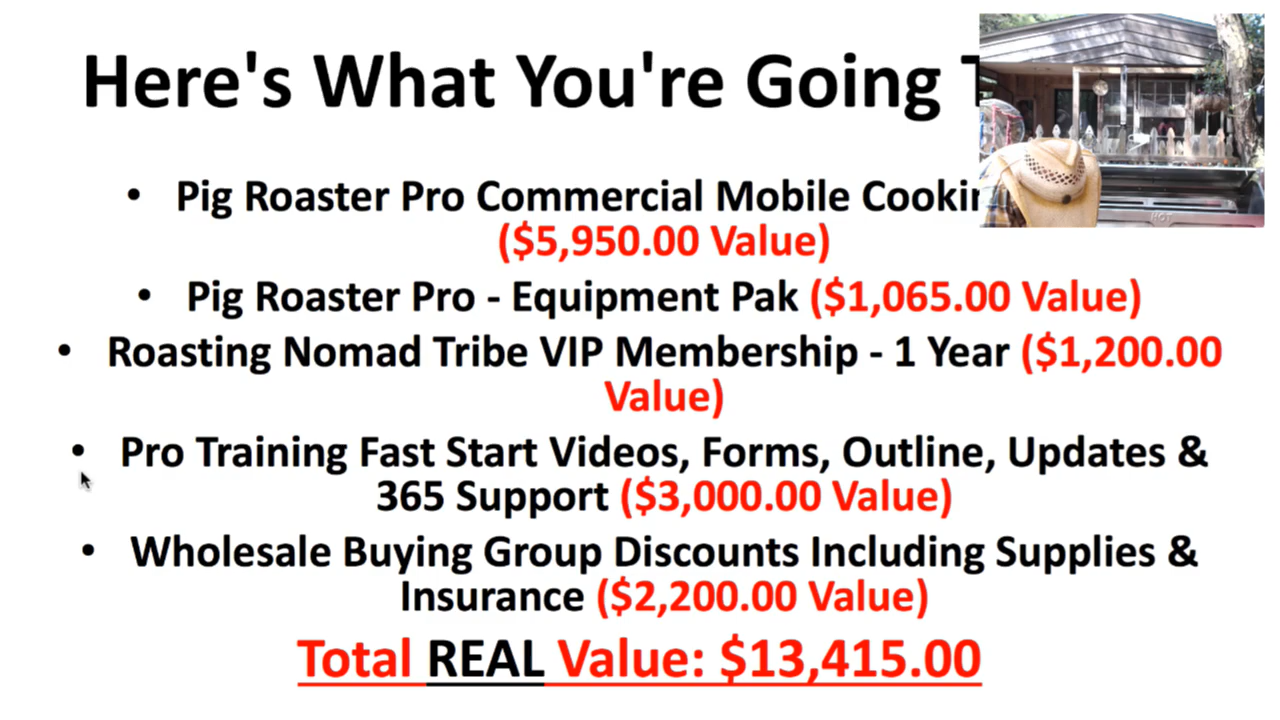 Here's What You're Going
• Pig Roaster Pro Commercial Mobile
($5,950.00 Value)
• Pig Roaster Pro - Equipment Pak ($1,065.00 Value)
• Roasting Nomad Tribe VIP Membership - 1 Year ($1,200.00
Value)
• Pro Training Fast Start Videos, Forms, Outline, Updates &
365 Support ($3,000.00 Value)
• Wholesale Buying Group Discounts Including Supplies &
Insurance ($2,200.00 Value)
Total REAL Value: $13,415.00
HOT